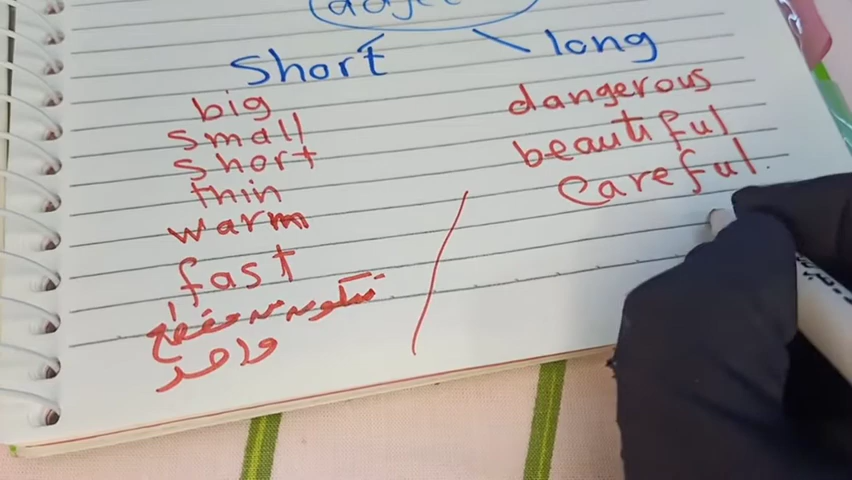 short
long
big
small
short
thin
warm
fast
تتكون من مقطع
واحد
dangerous
beautiful
Careful.